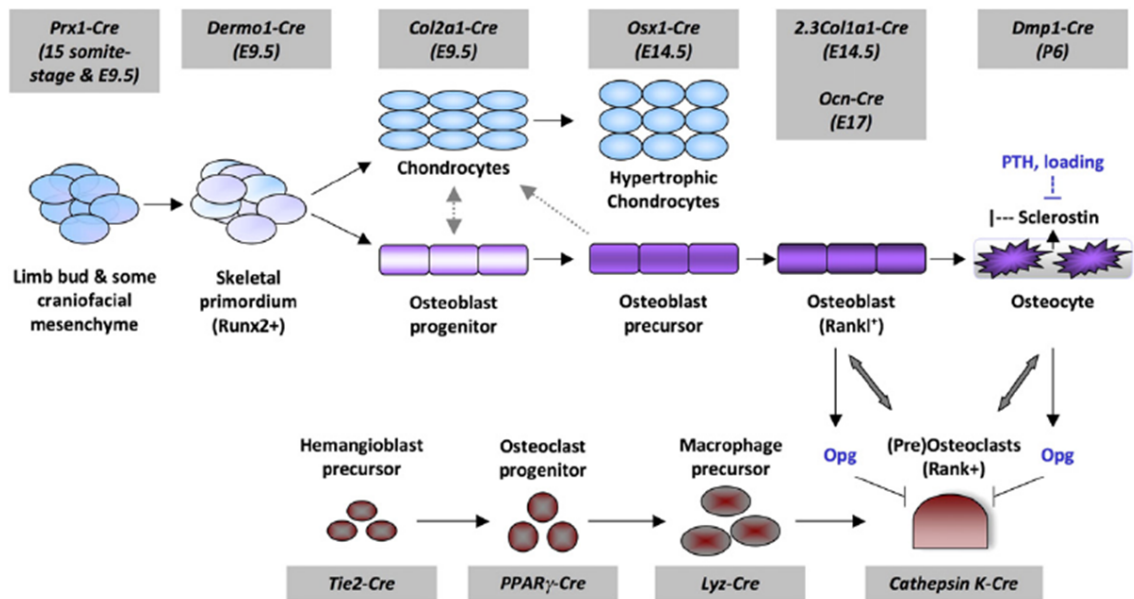 Prx1-Cre
(15 somite-
stage & E9.5)
Dermo1-Cre
(E9.5)
Col2a1-Cre
(E9.5)
Osx1-Cre
(E14.5)
2.3Col1a1-Cre
(E14.5)
Ocn-Cre
(E17)
Dmp1-Cre
(P6)
Chondrocytes
Hypertrophic
Chondrocytes
PTH, loading
Sclerostin
Limb bud & some
craniofacial
mesenchyme
Skeletal
primordium
(Runx2+)
Osteoblast
progenitor
Osteoblast
precursor
Osteoblast
(Rankl⁺)
Osteocyte
Hemangioblast
precursor
Osteoclast
progenitor
Macrophage
precursor
Opg
(Pre)Osteoclasts
(Rank+)
Opg
Tie2-Cre
PPARγ-Cre
Lyz-Cre
Cathepsin K-Cre